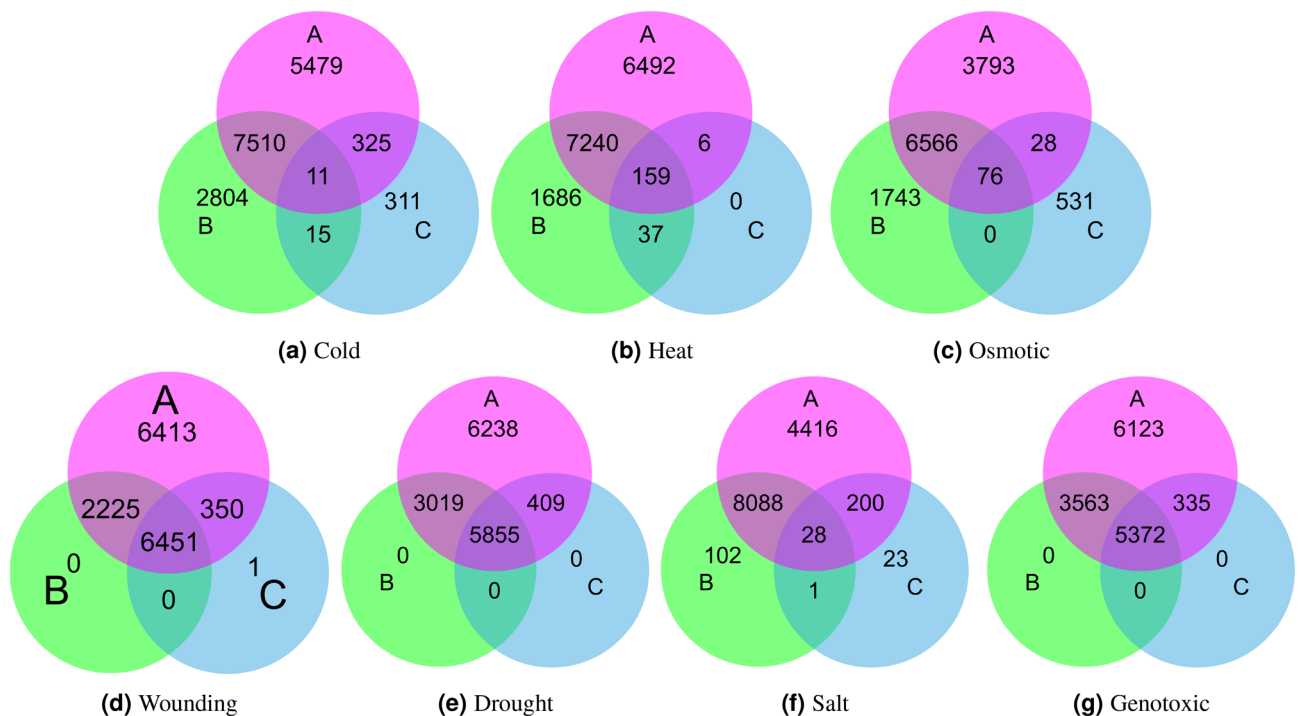 A
5479
7510 325
11
2804 311
B 15 C
(a) Cold
A
6492
7240 6
159
1686 0
B 37 C
(b) Heat
A
3793
6566 28
76
1743 531
B 0 C
(c) Osmotic
A
6413
2225 350
6451
0 1
B 0 C
(d) Wounding
A
6238
3019 409
5855
0 0
B 0 C
(e) Drought
A
4416
8088 200
28
102 23
B 1 C
(f) Salt
A
6123
3563 335
5372
0 0
B 0 C
(g) Genotoxic